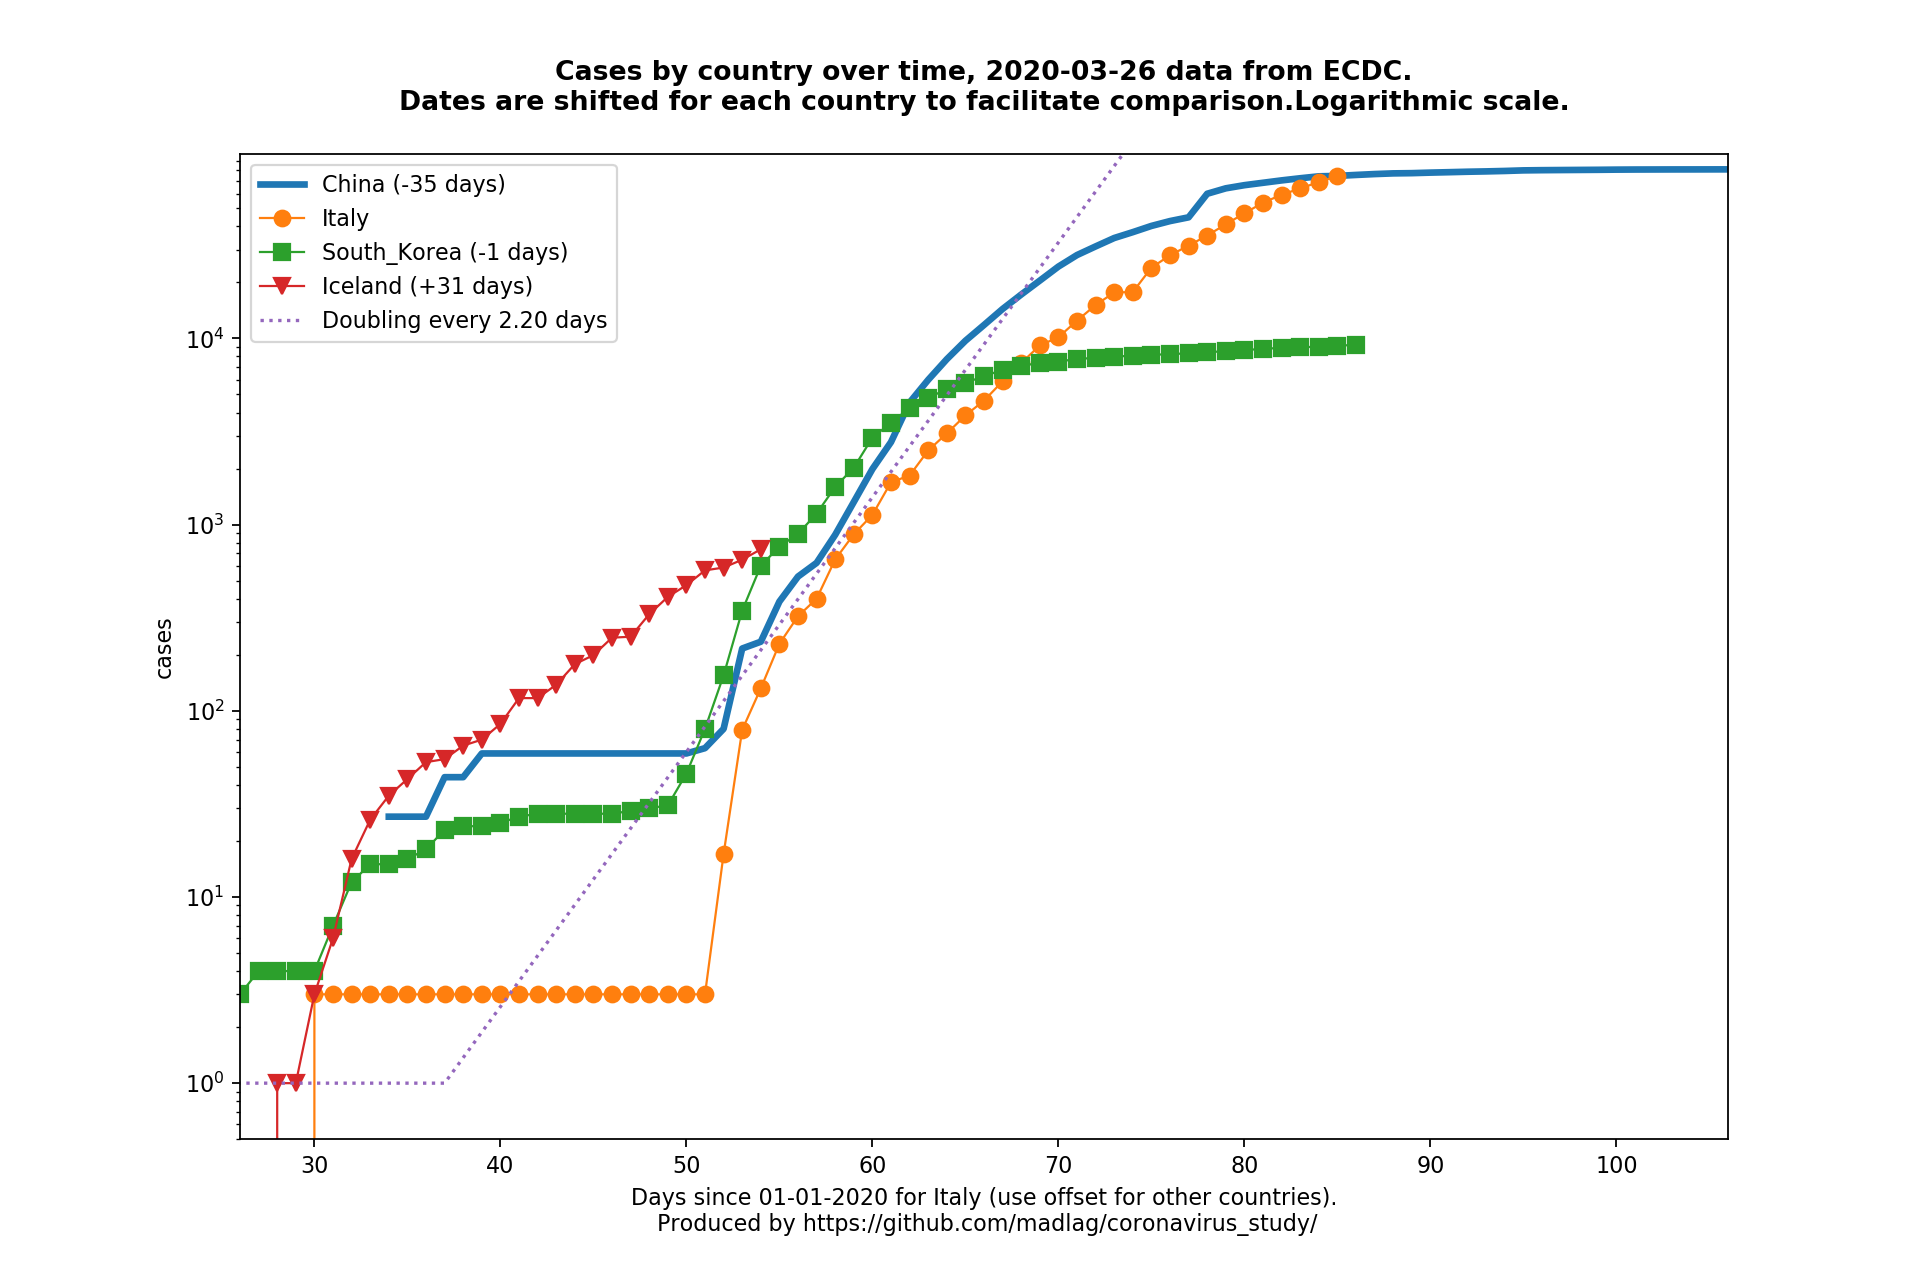 Cases by country over time, 2020-03-26 data from ECDC.
Dates are shifted for each country to facilitate comparison.Logarithmic scale.
China (-35 days)
Italy
South_Korea (-1 days)
Iceland (+31 days)
Doubling every 2.20 days
10^4
10^3
10^2
10^1
10^0
cases
30 40 50 60 70 80 90 100
Days since 01-01-2020 for Italy (use offset for other countries).
Produced by https://github.com/madlag/coronavirus_study/